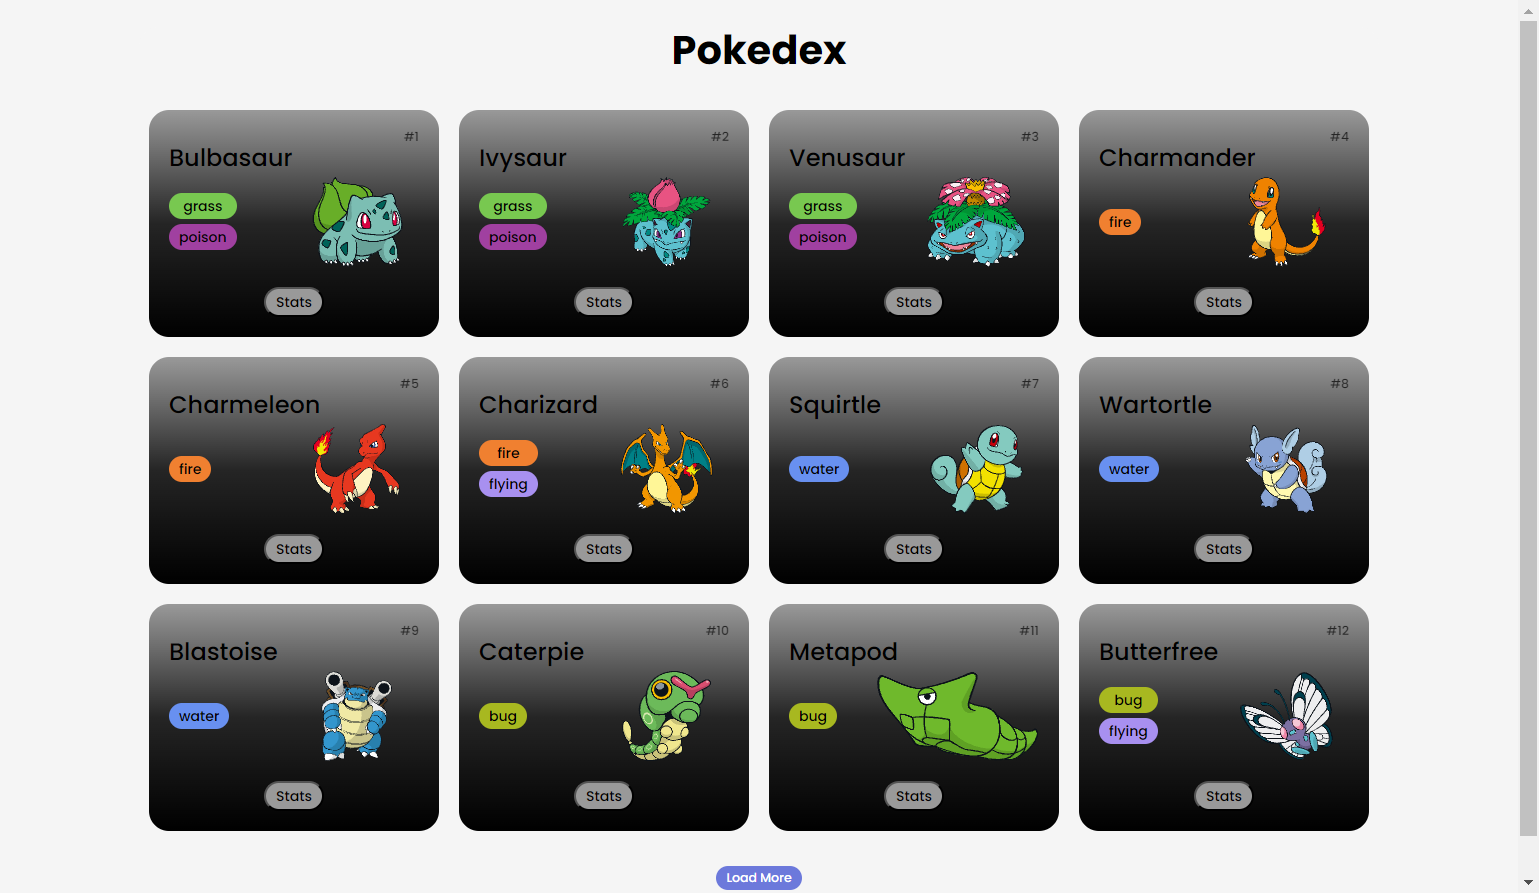 Pokedex
#1
Bulbasaur
grass
poison
Stats
#2
Ivysaur
grass
poison
Stats
#3
Venusaur
grass
poison
Stats
#4
Charmander
fire
Stats
#5
Charmeleon
fire
Stats
#6
Charizard
fire
flying
Stats
#7
Squirtle
water
Stats
#8
Wartortle
water
Stats
#9
Blastoise
water
Stats
#10
Caterpie
bug
Stats
#11
Metapod
bug
Stats
#12
Butterfree
bug
flying
Stats
Load More